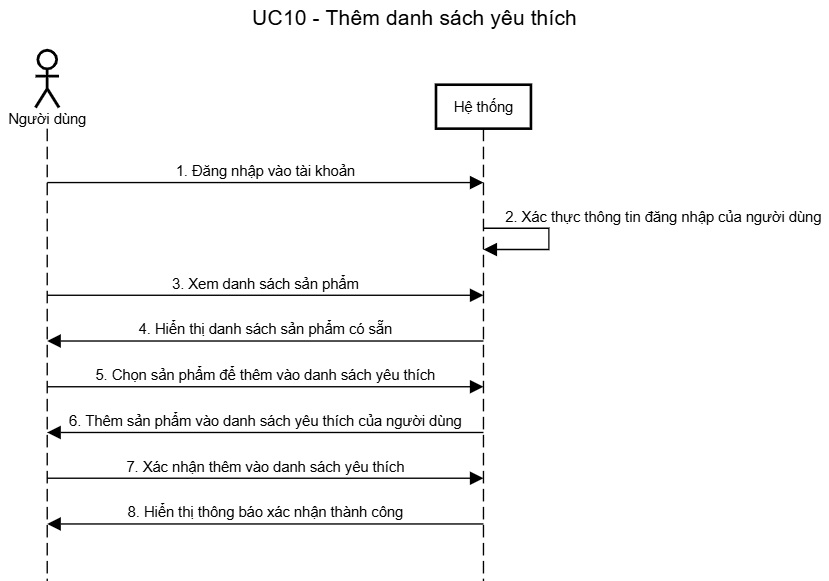 UC10 - Thêm danh sách yêu thích
Người dùng
Hệ thống
1. Đăng nhập vào tài khoản
2. Xác thực thông tin đăng nhập của người dùng
3. Xem danh sách sản phẩm
4. Hiển thị danh sách sản phẩm có sẵn
5. Chọn sản phẩm để thêm vào danh sách yêu thích
6. Thêm sản phẩm vào danh sách yêu thích của người dùng
7. Xác nhận thêm vào danh sách yêu thích
8. Hiển thị thông báo xác nhận thành công